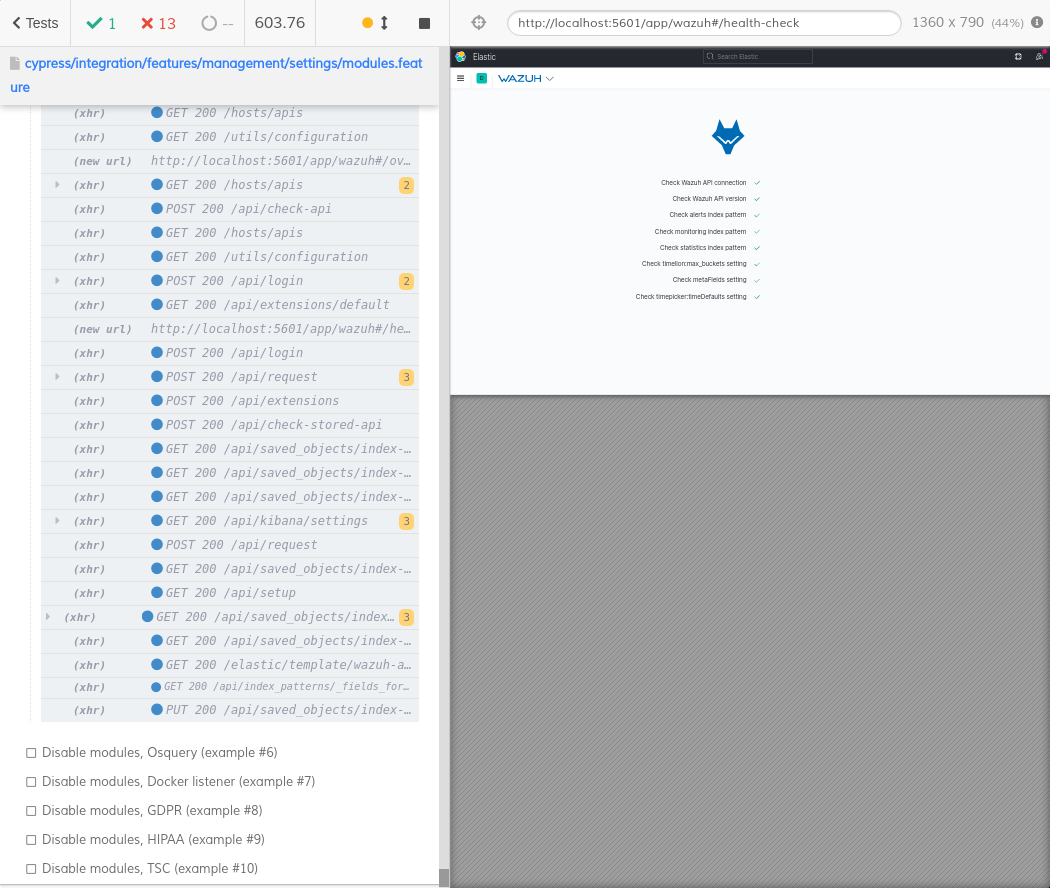 Tests
1
13
--
603.76
http://localhost:5601/app/wazuh#/health-check
1360 x 790 (44%)
cypress/integration/features/management/settings/modules.feat
ure
(xhr) GET 200 /hosts/apis
(xhr) GET 200 /utils/configuration
(new url) http://localhost:5601/app/wazuh#/ov…
(xhr) GET 200 /hosts/apis 2
(xhr) POST 200 /api/check-api
(xhr) GET 200 /hosts/apis
(xhr) GET 200 /utils/configuration
(xhr) POST 200 /api/login 2
(xhr) GET 200 /api/extensions/default
(new url) http://localhost:5601/app/wazuh#/he…
(xhr) POST 200 /api/login
(xhr) POST 200 /api/request 3
(xhr) POST 200 /api/extensions
(xhr) POST 200 /api/check-stored-api
(xhr) GET 200 /api/saved_objects/index-…
(xhr) GET 200 /api/saved_objects/index-…
(xhr) GET 200 /api/saved_objects/index-…
(xhr) GET 200 /api/kibana/settings 3
(xhr) POST 200 /api/request
(xhr) GET 200 /api/saved_objects/index-…
(xhr) GET 200 /api/setup
(xhr) GET 200 /api/saved_objects/index… 3
(xhr) GET 200 /api/saved_objects/index-…
(xhr) GET 200 /elastic/template/wazuh-a…
(xhr) GET 200 /api/index_patterns/_fields_for…
(xhr) PUT 200 /api/saved_objects/index-…
Disable modules, Osquery (example #6)
Disable modules, Docker listener (example #7)
Disable modules, GDPR (example #8)
Disable modules, HIPAA (example #9)
Disable modules, TSC (example #10)
Elastic
Search Elastic
D
WAZUH
Check Wazuh API connection
Check Wazuh API version
Check alerts index pattern
Check monitoring index pattern
Check statistics index pattern
Check timelion:max_buckets setting
Check metaFields setting
Check timepicker:timeDefaults setting